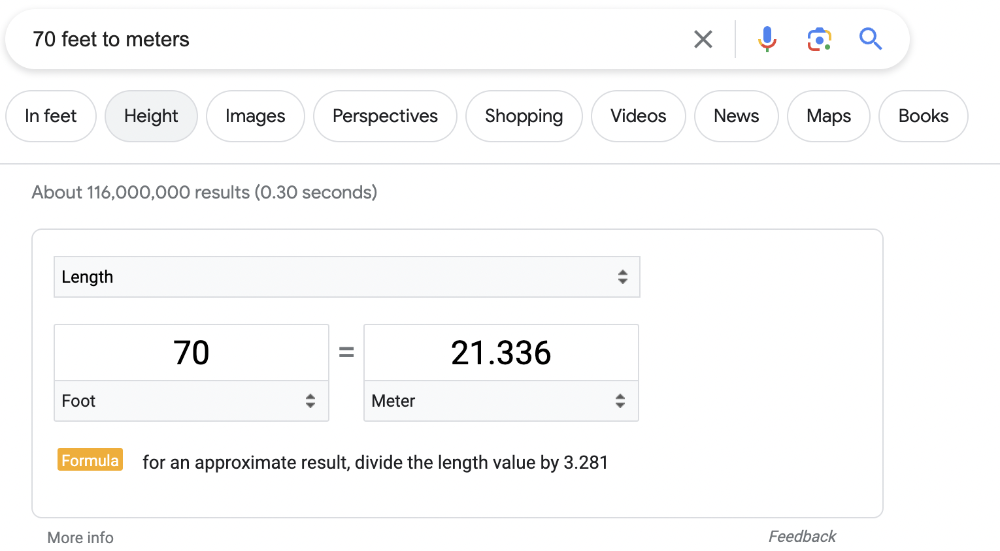 70 feet to meters
In feet Height Images Perspectives Shopping Videos News Maps Books
About 116,000,000 results (0.30 seconds)
Length
70 = 21.336
Foot Meter
Formula for an approximate result, divide the length value by 3.281
More info Feedback